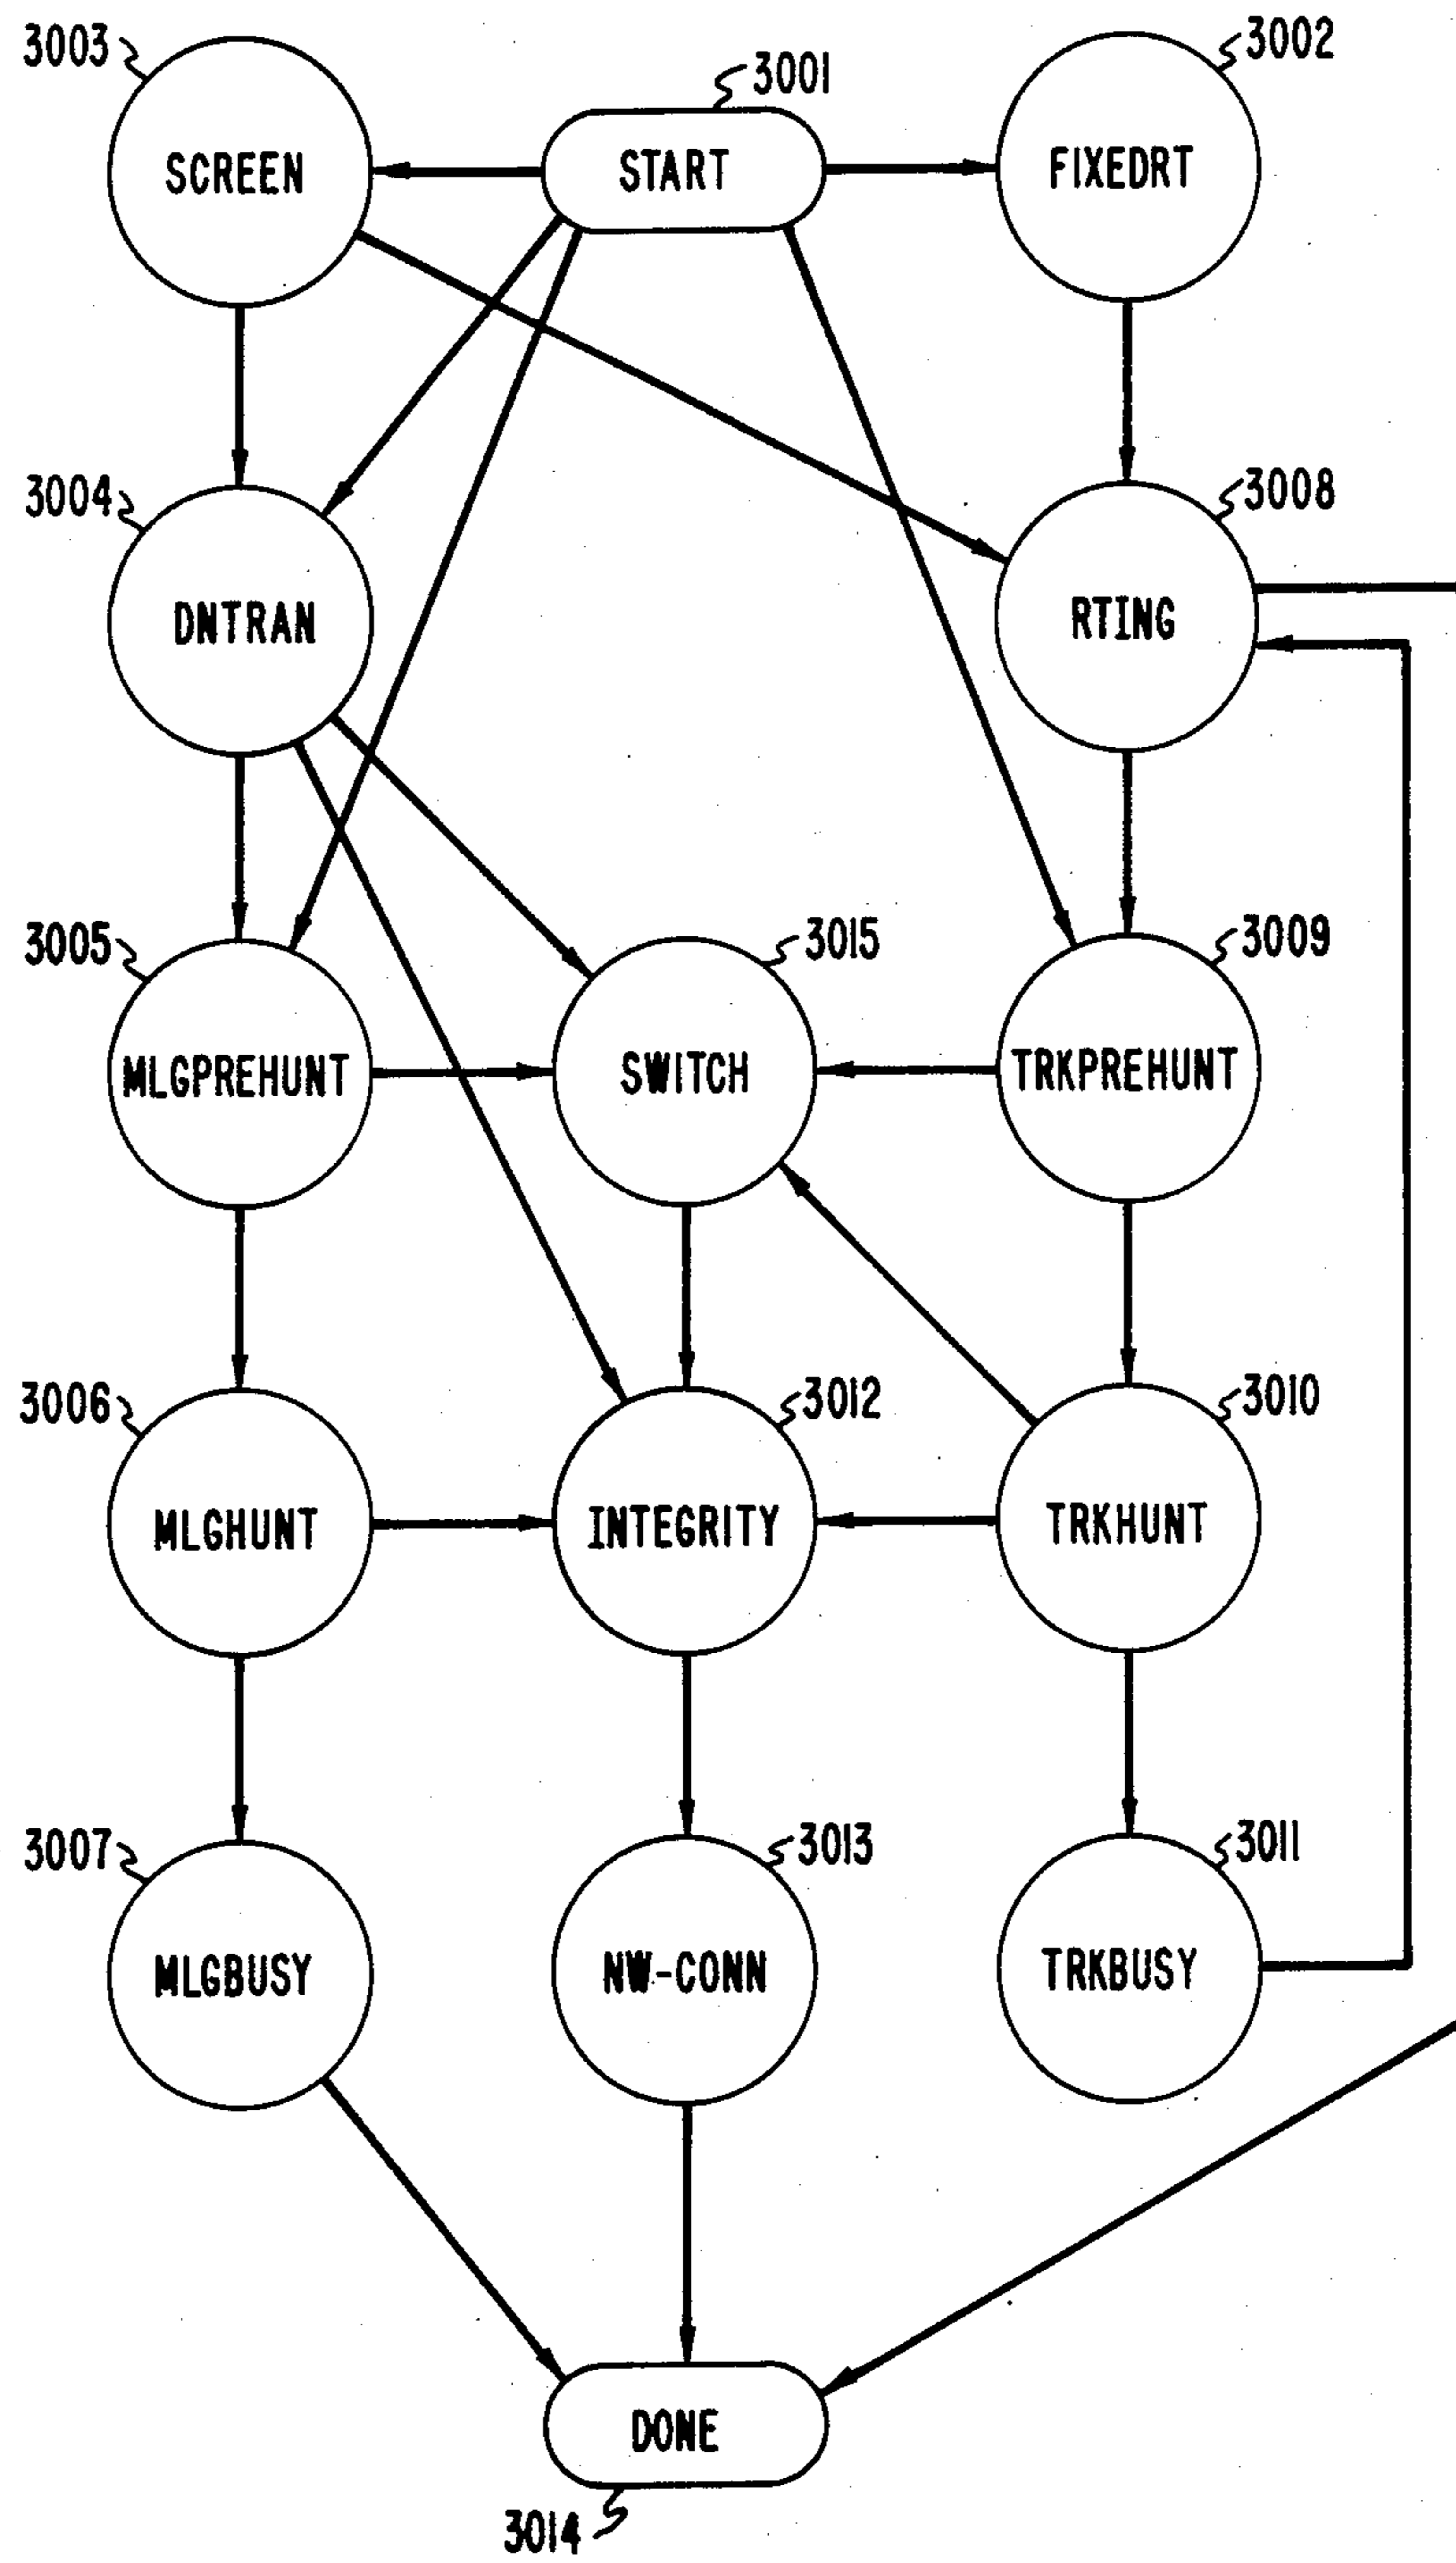 3003
3001
3002
SCREEN
START
FIXEDRT
3004
3008
DNTRAN
RTING
3005
3015
3009
MLGPREHUNT
SWITCH
TRKPREHUNT
3006
3012
3010
MLGHUNT
INTEGRITY
TRKHUNT
3007
3013
3011
MLGBUSY
NW-CONN
TRKBUSY
DONE
3014